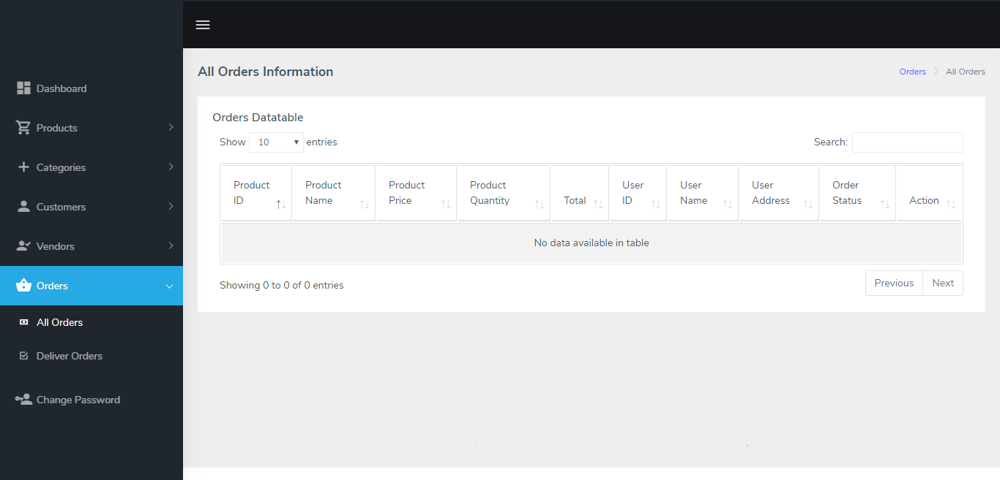 Dashboard
Products
Categories
Customers
Vendors
Orders
All Orders
Deliver Orders
Change Password
All Orders Information
Orders All Orders
Orders Datatable
Show 10 entries
Search:
Product ID
Product Name
Product Price
Product Quantity
Total
User ID
User Name
User Address
Order Status
Action
No data available in table
Showing 0 to 0 of 0 entries
Previous Next